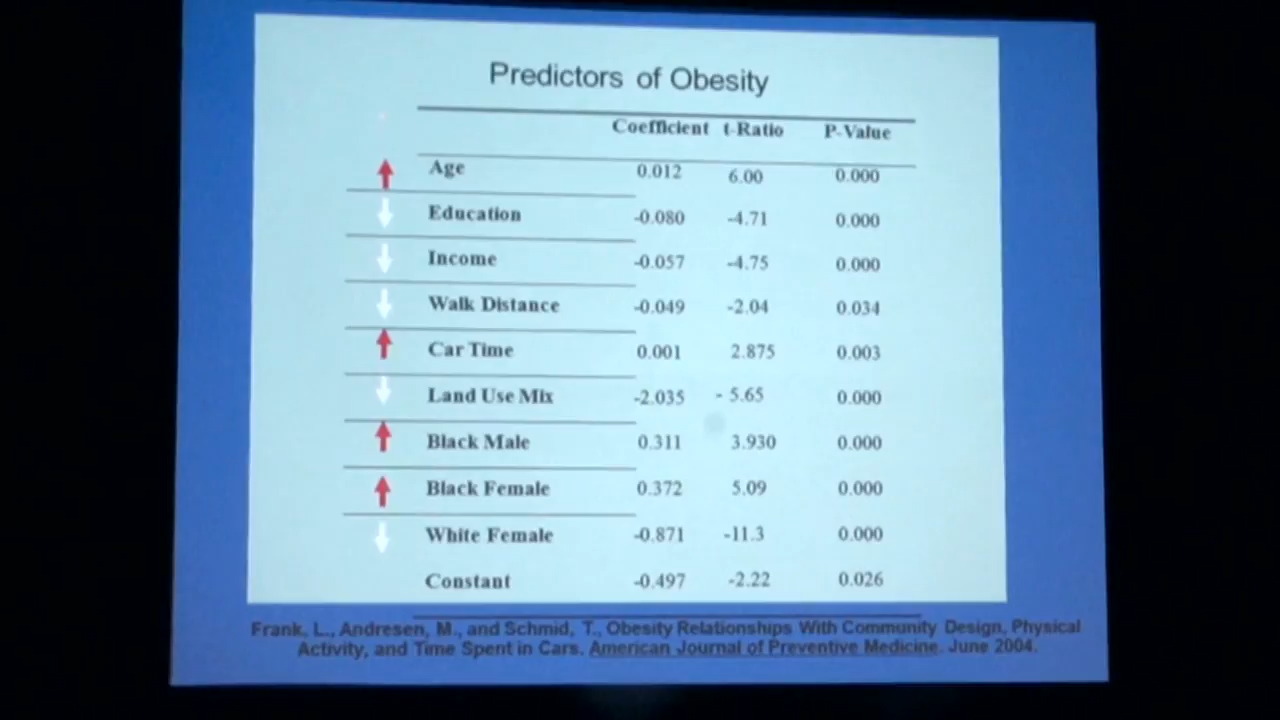 Predictors of Obesity
Coefficient t-Ratio P-Value
Age 0.012 6.00 0.000
Education -0.080 -4.71 0.000
Income -0.057 -4.75 0.000
Walk Distance -0.049 -2.04 0.034
Car Time 0.001 2.875 0.003
Land Use Mix -2.035 - 5.65 0.000
Black Male 0.311 3.930 0.000
Black Female 0.372 5.09 0.000
White Female -0.871 -11.3 0.000
Constant -0.497 -2.22 0.026
Frank, L., Andresen, M., and Schmid, T., Obesity Relationships With Community Design, Physical
Activity, and Time Spent in Cars. American Journal of Preventive Medicine. June 2004.